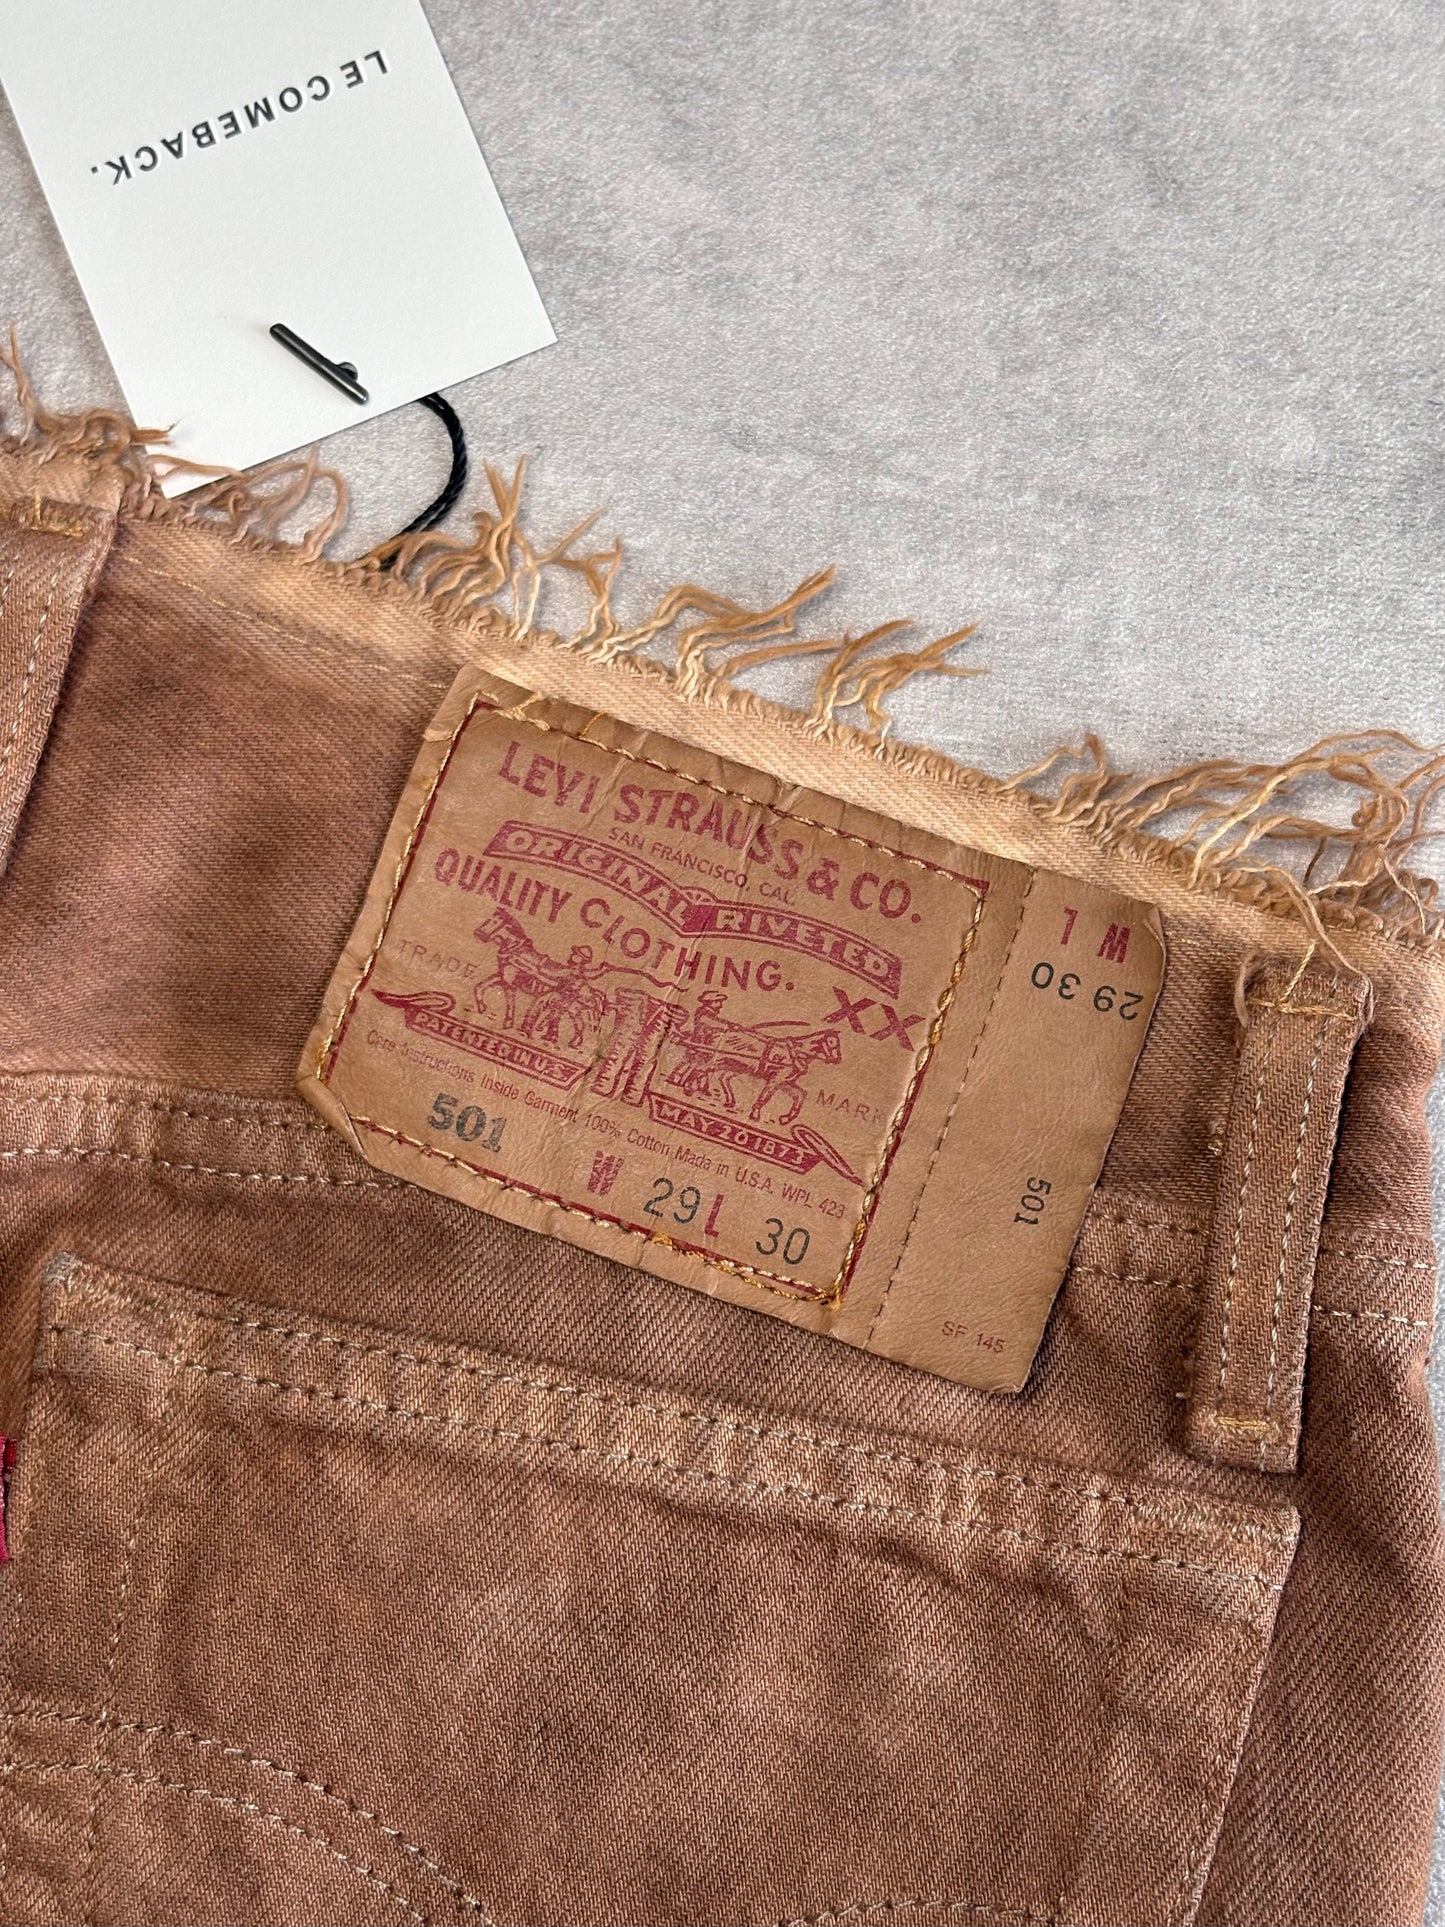 LE COMEBACK.
LEVI STRAUSS & CO.
SAN FRANCISCO, CAL.
ORIGINAL RIVETED
QUALITY CLOTHING.
TRADE MARK
XX
PATENTED IN U.S.
MAY 20 1873
Care Instructions Inside Garment 100% Cotton Made in U.S.A. WPL 423
501
W 29 L 30
1 M
29 30
501
SF 145